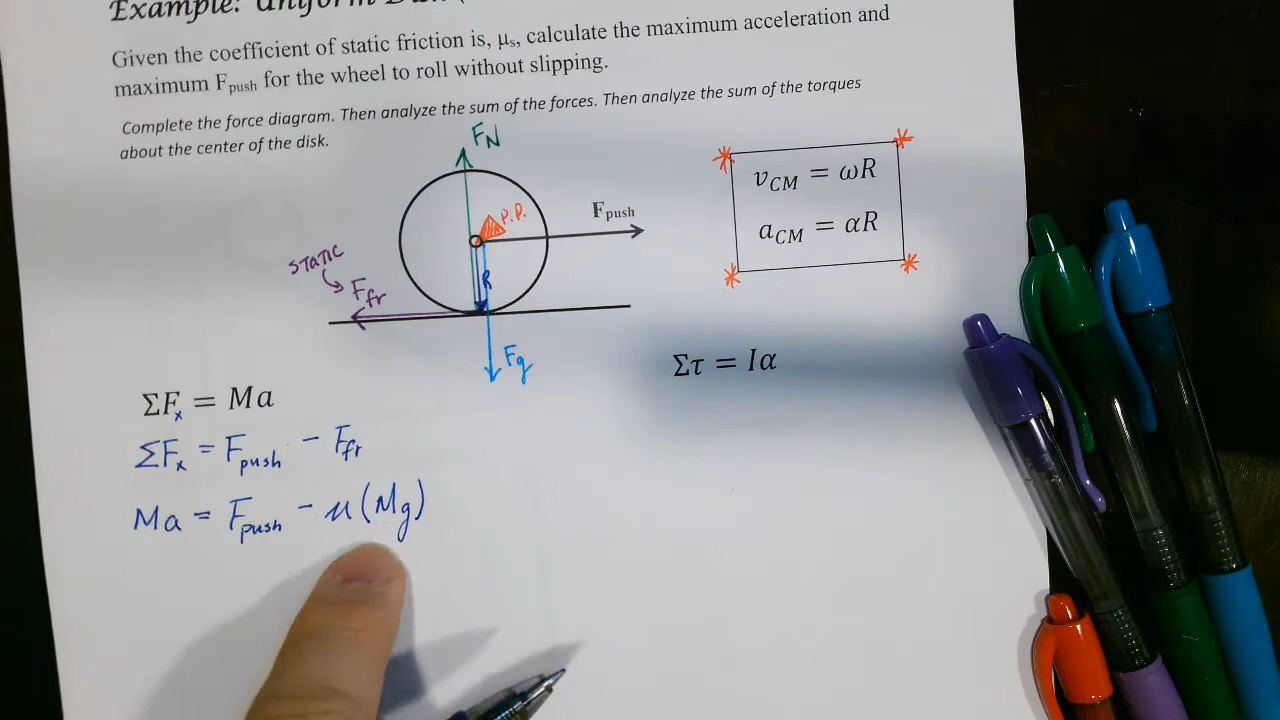 Example: Uniform Disk
Given the coefficient of static friction is, μs, calculate the maximum acceleration and
maximum Fpush for the wheel to roll without slipping.
Complete the force diagram. Then analyze the sum of the forces. Then analyze the sum of the torques
about the center of the disk.
FN
P.P.
Fpush
R
STATIC
Ffr
Fg
vCM = ωR
aCM = αR
Στ = Iα
ΣFx = Ma
ΣFx = Fpush - Ffr
Ma = Fpush - μ(Mg)